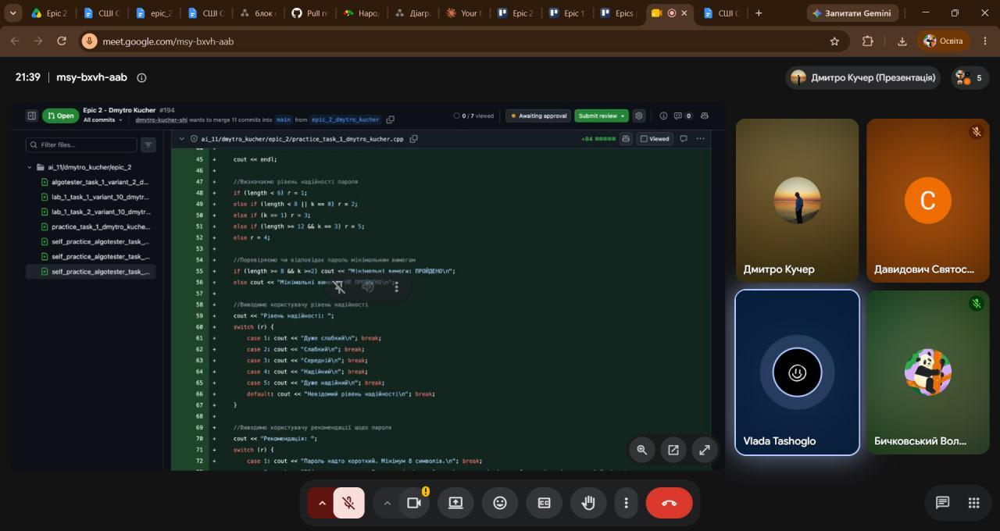 Epic 2
СШІ
epic_2
СШІ
блок
Pull re
Народ
Діагр
Your f
Epic 2
Epic 1
Epics
СШІ
Запитати Gemini
meet.google.com/msy-bxvh-aab
Освіта
21:39 | msy-bxvh-aab
Дмитро Кучер (Презентація)
5
Open
Epic 2 - Dmytro Kucher #194
All commits
dmytro-kucher-shi wants to merge 11 commits into main from epic_2_dmytro_kucher
0 / 7 viewed
Awaiting approval
Submit review
0
Filter files...
ai_11/dmytro_kucher/epic_2
algotester_task_1_variant_2_d...
lab_1_task_1_variant_10_dmytr...
lab_1_task_2_variant_10_dmytr...
practice_task_1_dmytro_kuche...
self_practice_algotester_task_...
self_practice_algotester_task_...
self_practice_algotester_task_...
ai_11/dmytro_kucher/epic_2/practice_task_1_dmytro_kucher.cpp
+84
Viewed
45 + cout << endl;
46 +
47 + //Визначаємо рівень надійності пароля
48 + if (length < 6) r = 1;
49 + else if (length < 8 || k == 0) r = 2;
50 + else if (k == 1) r = 3;
51 + else if (length >= 12 && k == 3) r = 5;
52 + else r = 4;
53 +
54 + //Перевіряємо чи відповідає пароль мінімальним вимогам
55 + if (length >= 8 && k >=2) cout << "Мінімальні вимоги: ПРОЙДЕНО\n";
56 + else cout << "Мінімальні вимоги: НЕ ПРОЙДЕНО\n";
57 +
58 + //Виводимо користувачу рівень надійності
59 + cout << "Рівень надійності: ";
60 + switch (r) {
61 + case 1: cout << "Дуже слабкий\n"; break;
62 + case 2: cout << "Слабкий\n"; break;
63 + case 3: cout << "Середній\n"; break;
64 + case 4: cout << "Надійний\n"; break;
65 + case 5: cout << "Дуже надійний\n"; break;
66 + default: cout << "Невідомий рівень надійності\n"; break;
67 + }
68 +
69 + //Виводимо користувачу рекомендації щодо пароля
70 + cout << "Рекомендація: ";
71 + switch (r) {
72 + case 1: cout << "Пароль надто короткий. Мінімум 8 символів.\n"; break;
Дмитро Кучер
С
Давидович Святос...
Vlada Tashoglo
Бичковський Вол...